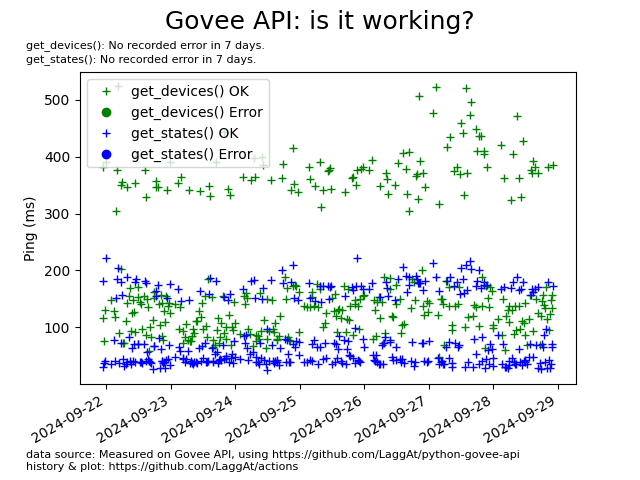 Govee API: is it working?
get_devices(): No recorded error in 7 days.
get_states(): No recorded error in 7 days.
get_devices() OK
get_devices() Error
get_states() OK
get_states() Error
Ping (ms)
500
400
300
200
100
2024-09-22
2024-09-23
2024-09-24
2024-09-25
2024-09-26
2024-09-27
2024-09-28
2024-09-29
data source: Measured on Govee API, using https://github.com/LaggAt/python-govee-api
history & plot: https://github.com/LaggAt/actions